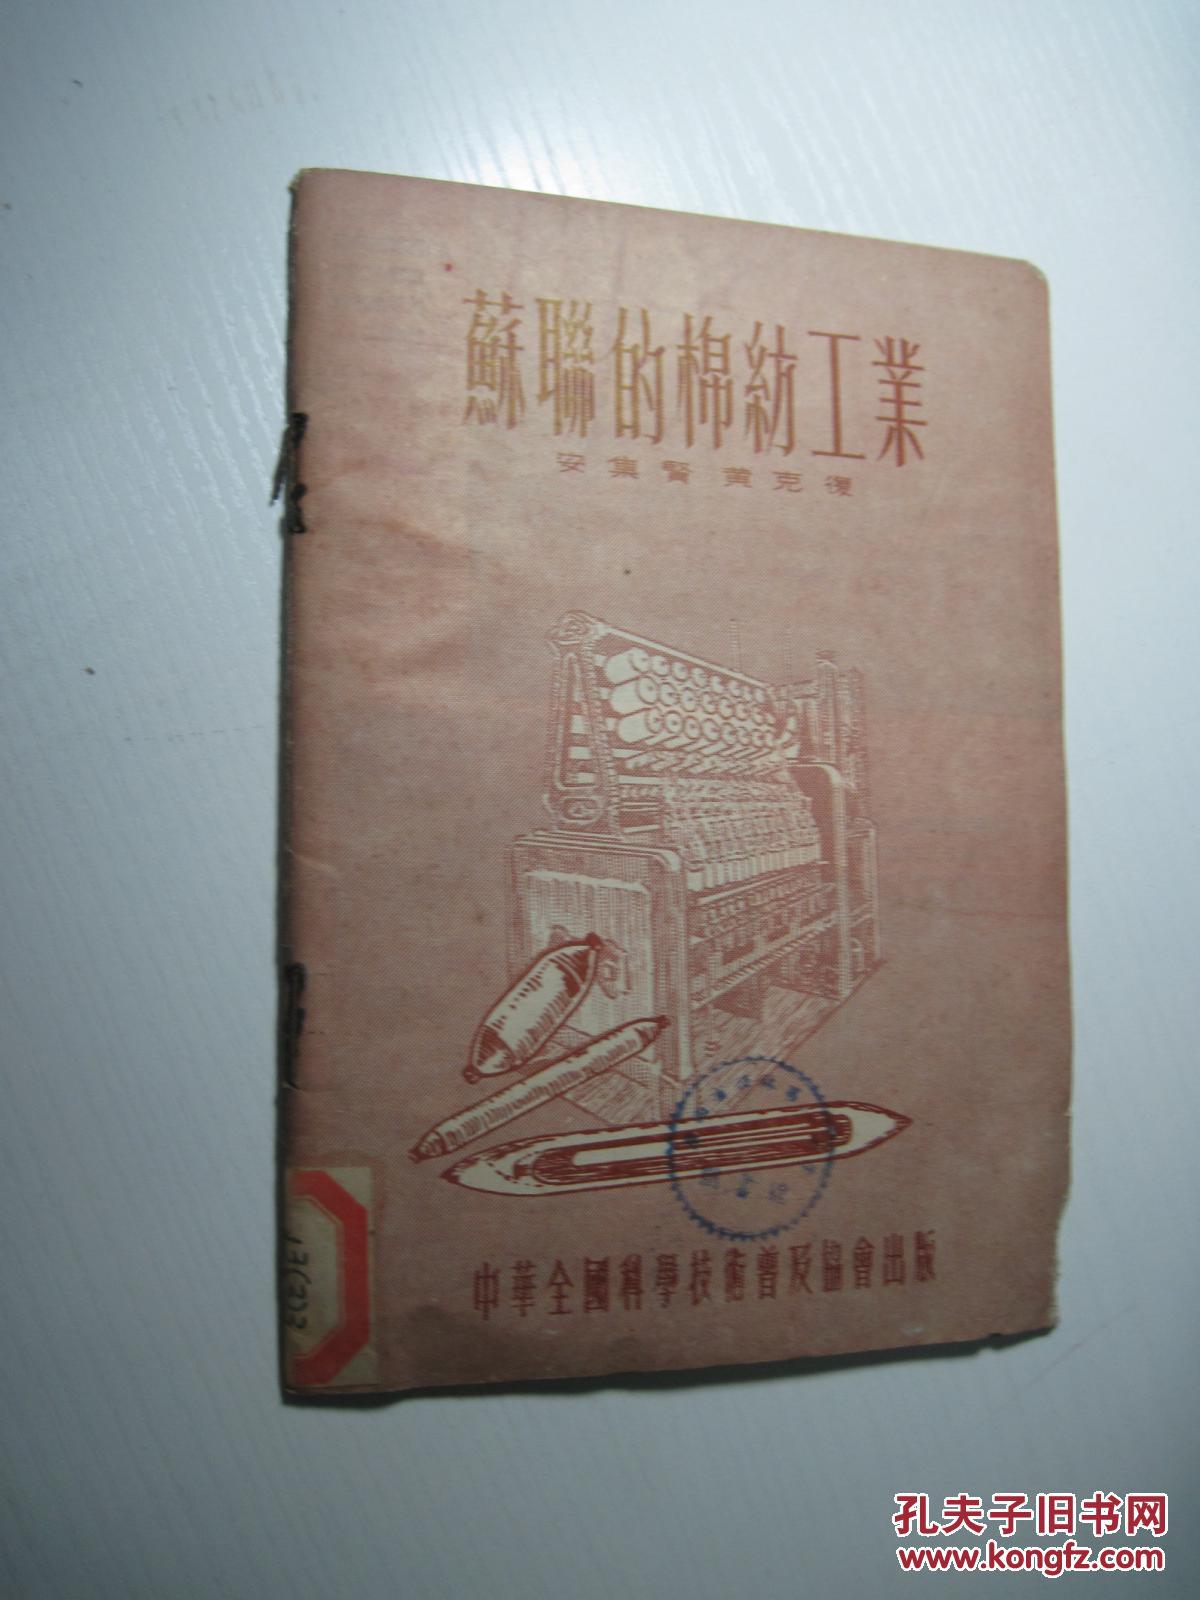 蘇聯的棉紡工業
安集賢 黃克復
中華全國科學技術普及協會出版
孔夫子旧书网
www.kongfz.com